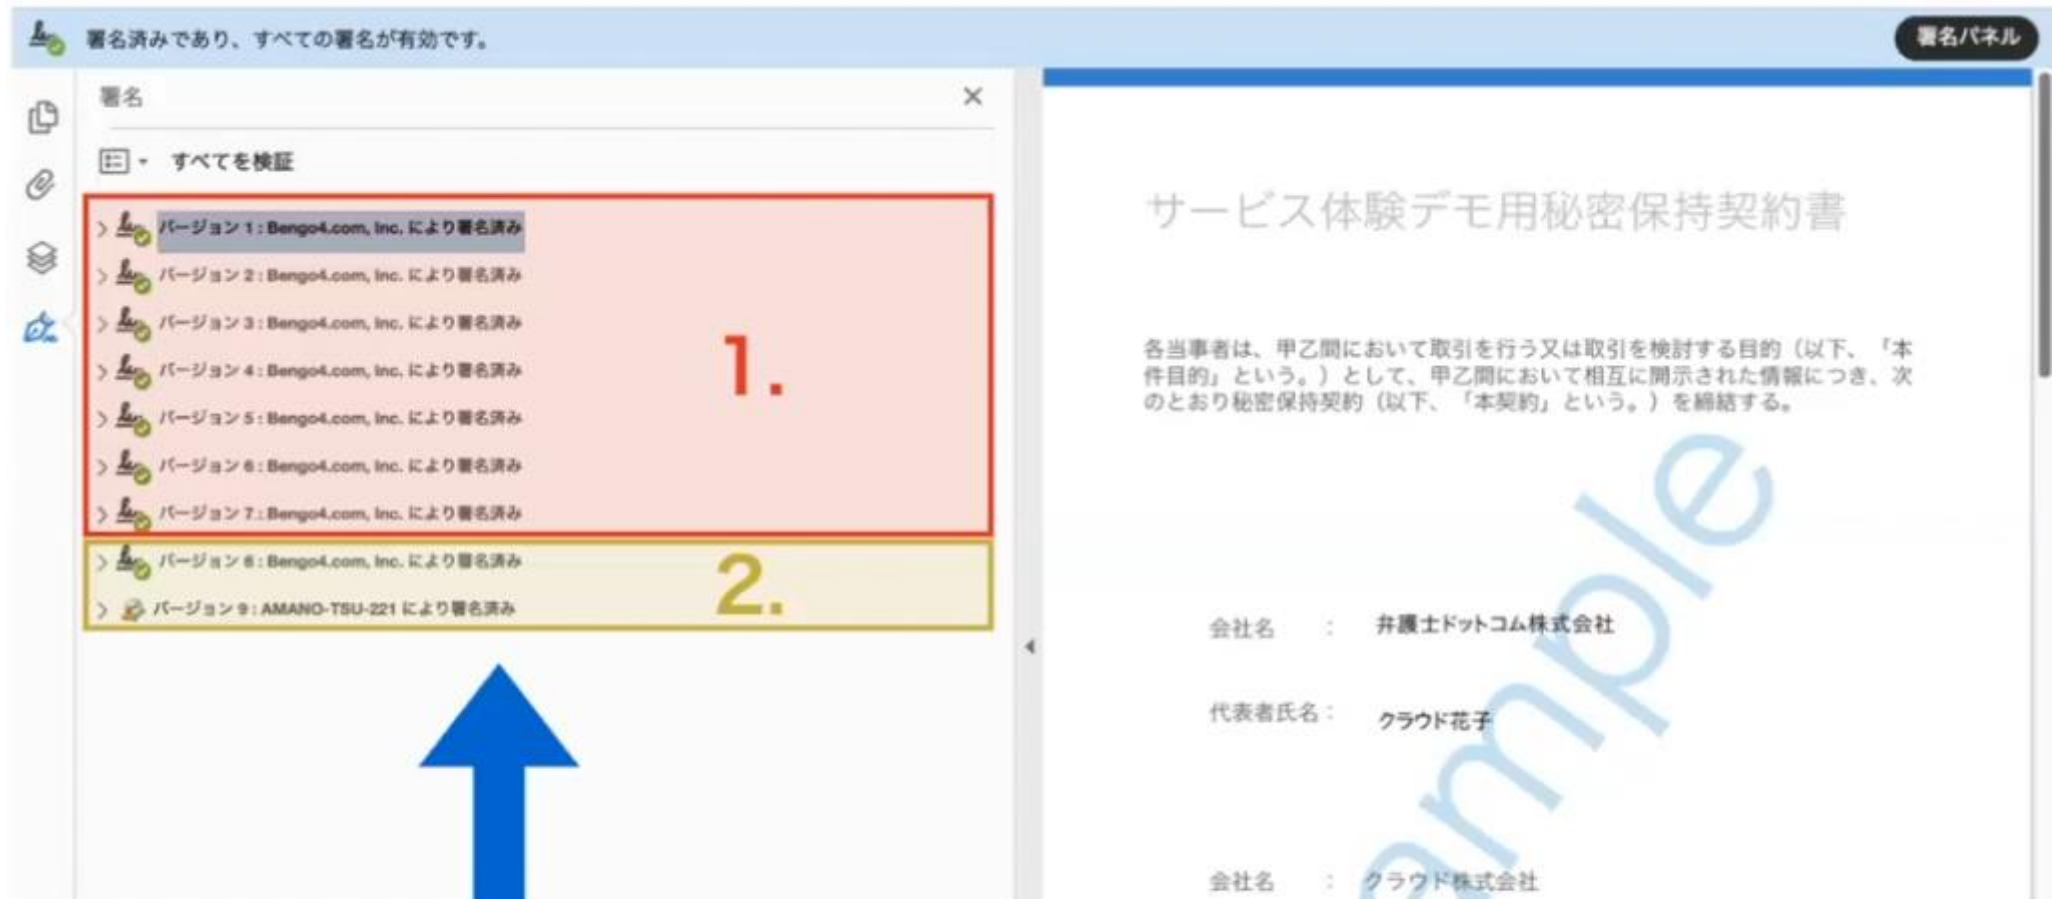 署名済みであり、すべての署名が有効です。
署名パネル
署名
すべてを検証
バージョン 1 : Bengo4.com, Inc. により署名済み
バージョン 2 : Bengo4.com, Inc. により署名済み
バージョン 3 : Bengo4.com, Inc. により署名済み
バージョン 4 : Bengo4.com, Inc. により署名済み
バージョン 5 : Bengo4.com, Inc. により署名済み
バージョン 6 : Bengo4.com, Inc. により署名済み
バージョン 7 : Bengo4.com, Inc. により署名済み
1.
バージョン 8 : Bengo4.com, Inc. により署名済み
バージョン 9 : AMANO-TSU-221 により署名済み
2.
サービス体験デモ用秘密保持契約書
各当事者は、甲乙間において取引を行う又は取引を検討する目的（以下、「本
件目的」という。）として、甲乙間において相互に開示された情報につき、次
のとおり秘密保持契約（以下、「本契約」という。）を締結する。
会社名 : 弁護士ドットコム株式会社
代表者氏名 : クラウド花子
会社名 : クラウド株式会社
ample